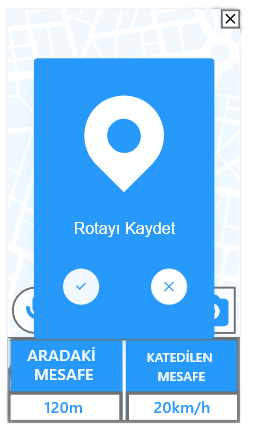 Rotayı Kaydet
ARADAKİ
MESAFE
KATEDİLEN
MESAFE
120m
20km/h